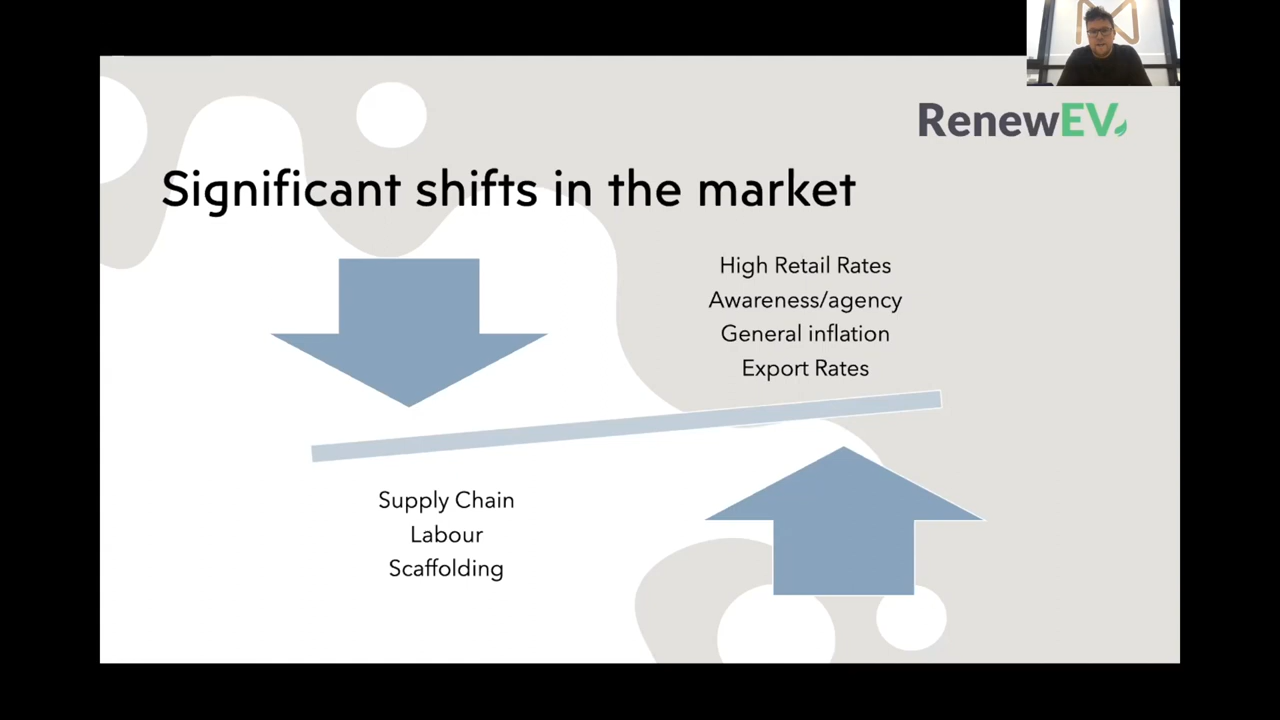 RenewEV
Significant shifts in the market
High Retail Rates
Awareness/agency
General inflation
Export Rates
Supply Chain
Labour
Scaffolding